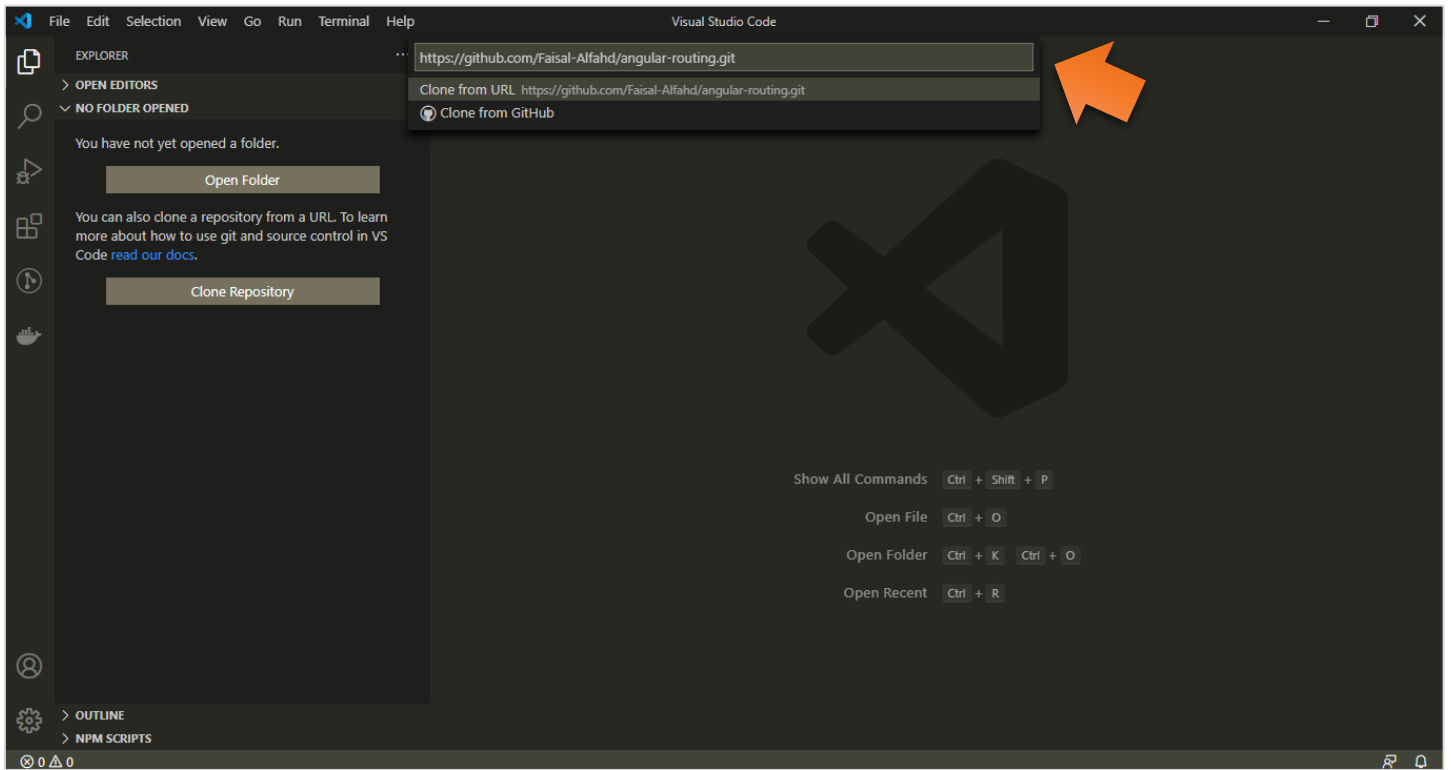 File Edit Selection View Go Run Terminal Help
Visual Studio Code
EXPLORER
...
https://github.com/Faisal-Alfahd/angular-routing.git
Clone from URL https://github.com/Faisal-Alfahd/angular-routing.git
Clone from GitHub
OPEN EDITORS
NO FOLDER OPENED
You have not yet opened a folder.
Open Folder
You can also clone a repository from a URL. To learn
more about how to use git and source control in VS
Code read our docs.
Clone Repository
Show All Commands Ctrl + Shift + P
Open File Ctrl + O
Open Folder Ctrl + K Ctrl + O
Open Recent Ctrl + R
OUTLINE
NPM SCRIPTS
0 0